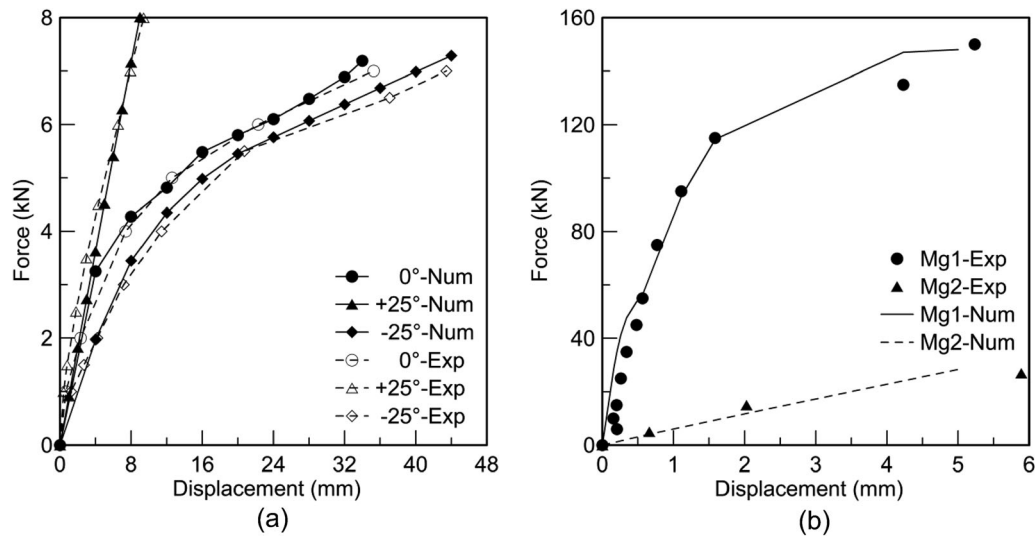 8
6
4
2
0
Force (kN)
0°-Num
+25°-Num
-25°-Num
0°-Exp
+25°-Exp
-25°-Exp
0 8 16 24 32 40 48
Displacement (mm)
(a)
160
120
80
40
0
Force (kN)
Mg1-Exp
Mg2-Exp
Mg1-Num
Mg2-Num
0 1 2 3 4 5 6
Displacement (mm)
(b)